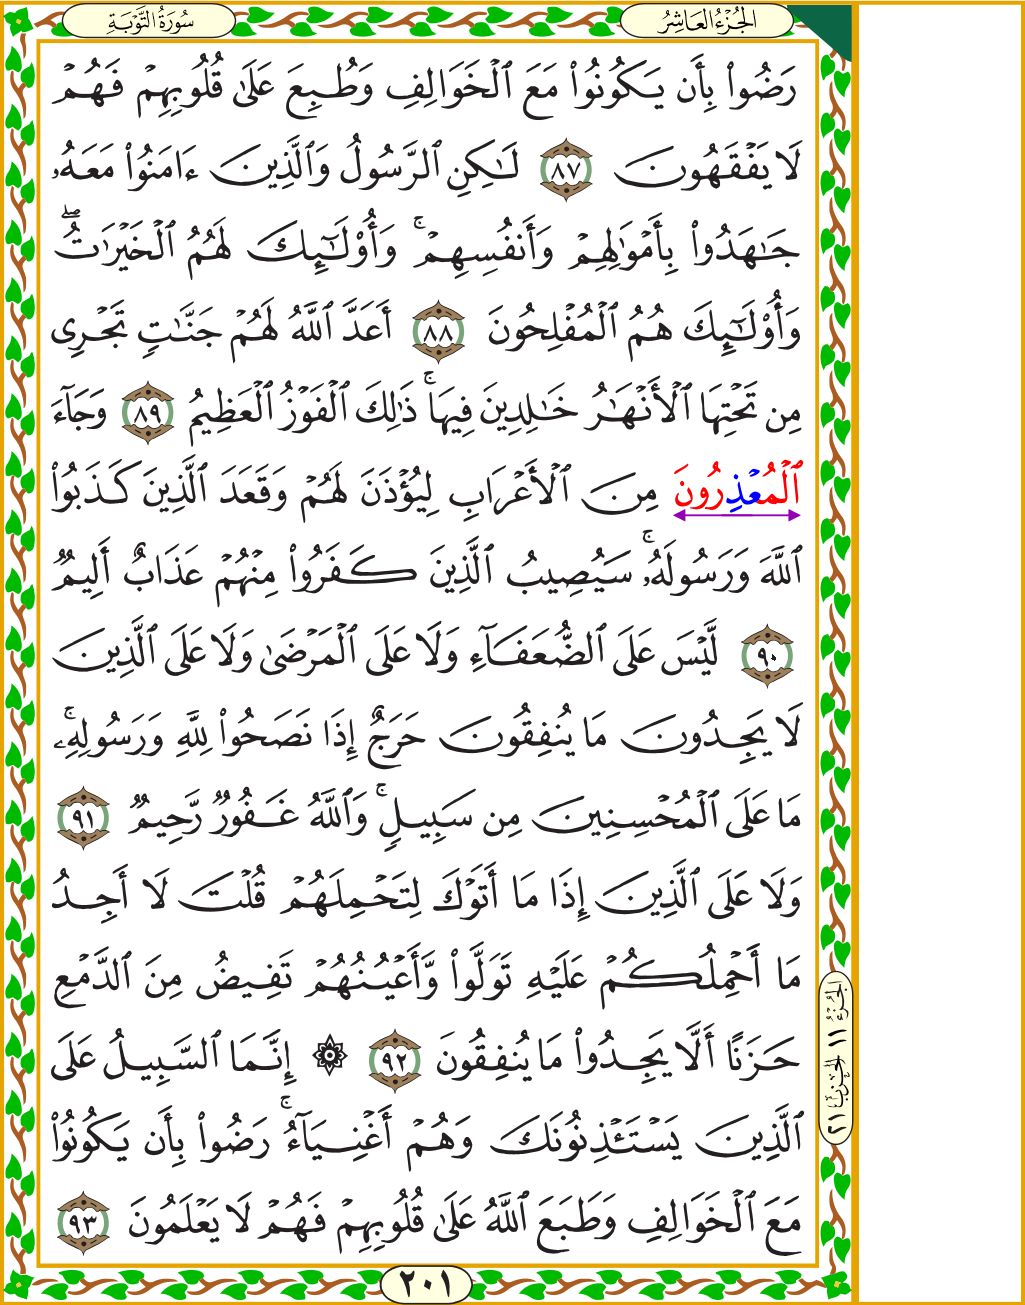 الجُزْءُ العَاشِرُ
سُورَةُ التَّوْبَةِ
رَضُوا۟ بِأَن يَكُونُوا۟ مَعَ ٱلْخَوَالِفِ وَطُبِعَ عَلَىٰ قُلُوبِهِمْ فَهُمْ
لَا يَفْقَهُونَ ٨٧ لَـٰكِنِ ٱلرَّسُولُ وَٱلَّذِينَ ءَامَنُوا۟ مَعَهُۥ
جَـٰهَدُوا۟ بِأَمْوَٰلِهِمْ وَأَنفُسِهِمْ ۚ وَأُو۟لَـٰٓئِكَ لَهُمُ ٱلْخَيْرَٰتُ ۖ
وَأُو۟لَـٰٓئِكَ هُمُ ٱلْمُفْلِحُونَ ٨٨ أَعَدَّ ٱللَّهُ لَهُمْ جَنَّـٰتٍ تَجْرِى
مِن تَحْتِهَا ٱلْأَنْهَـٰرُ خَـٰلِدِينَ فِيهَا ۚ ذَٰلِكَ ٱلْفَوْزُ ٱلْعَظِيمُ ٨٩ وَجَآءَ
ٱلْمُعْذِرُونَ مِنَ ٱلْأَعْرَابِ لِيُؤْذَنَ لَهُمْ وَقَعَدَ ٱلَّذِينَ كَذَبُوا۟
ٱللَّهَ وَرَسُولَهُۥ ۚ سَيُصِيبُ ٱلَّذِينَ كَفَرُوا۟ مِنْهُمْ عَذَابٌ أَلِيمٌ
٩٠ لَّيْسَ عَلَى ٱلضُّعَفَآءِ وَلَا عَلَى ٱلْمَرْضَىٰ وَلَا عَلَى ٱلَّذِينَ
لَا يَجِدُونَ مَا يُنفِقُونَ حَرَجٌ إِذَا نَصَحُوا۟ لِلَّهِ وَرَسُولِهِۦ ۚ
مَا عَلَى ٱلْمُحْسِنِينَ مِن سَبِيلٍ ۚ وَٱللَّهُ غَفُورٌ رَّحِيمٌ ٩١
وَلَا عَلَى ٱلَّذِينَ إِذَا مَا أَتَوْكَ لِتَحْمِلَهُمْ قُلْتَ لَا أَجِدُ
مَا أَحْمِلُكُمْ عَلَيْهِ تَوَلَّوا۟ وَّأَعْيُنُهُمْ تَفِيضُ مِنَ ٱلدَّمْعِ
حَزَنًا أَلَّا يَجِدُوا۟ مَا يُنفِقُونَ ٩٢ ۞ إِنَّمَا ٱلسَّبِيلُ عَلَى
ٱلَّذِينَ يَسْتَـْٔذِنُونَكَ وَهُمْ أَغْنِيَآءُ ۚ رَضُوا۟ بِأَن يَكُونُوا۟
مَعَ ٱلْخَوَالِفِ وَطَبَعَ ٱللَّهُ عَلَىٰ قُلُوبِهِمْ فَهُمْ لَا يَعْلَمُونَ ٩٣
الجُزْءُ ١١ الحِزْبُ ٢١
٢٠١